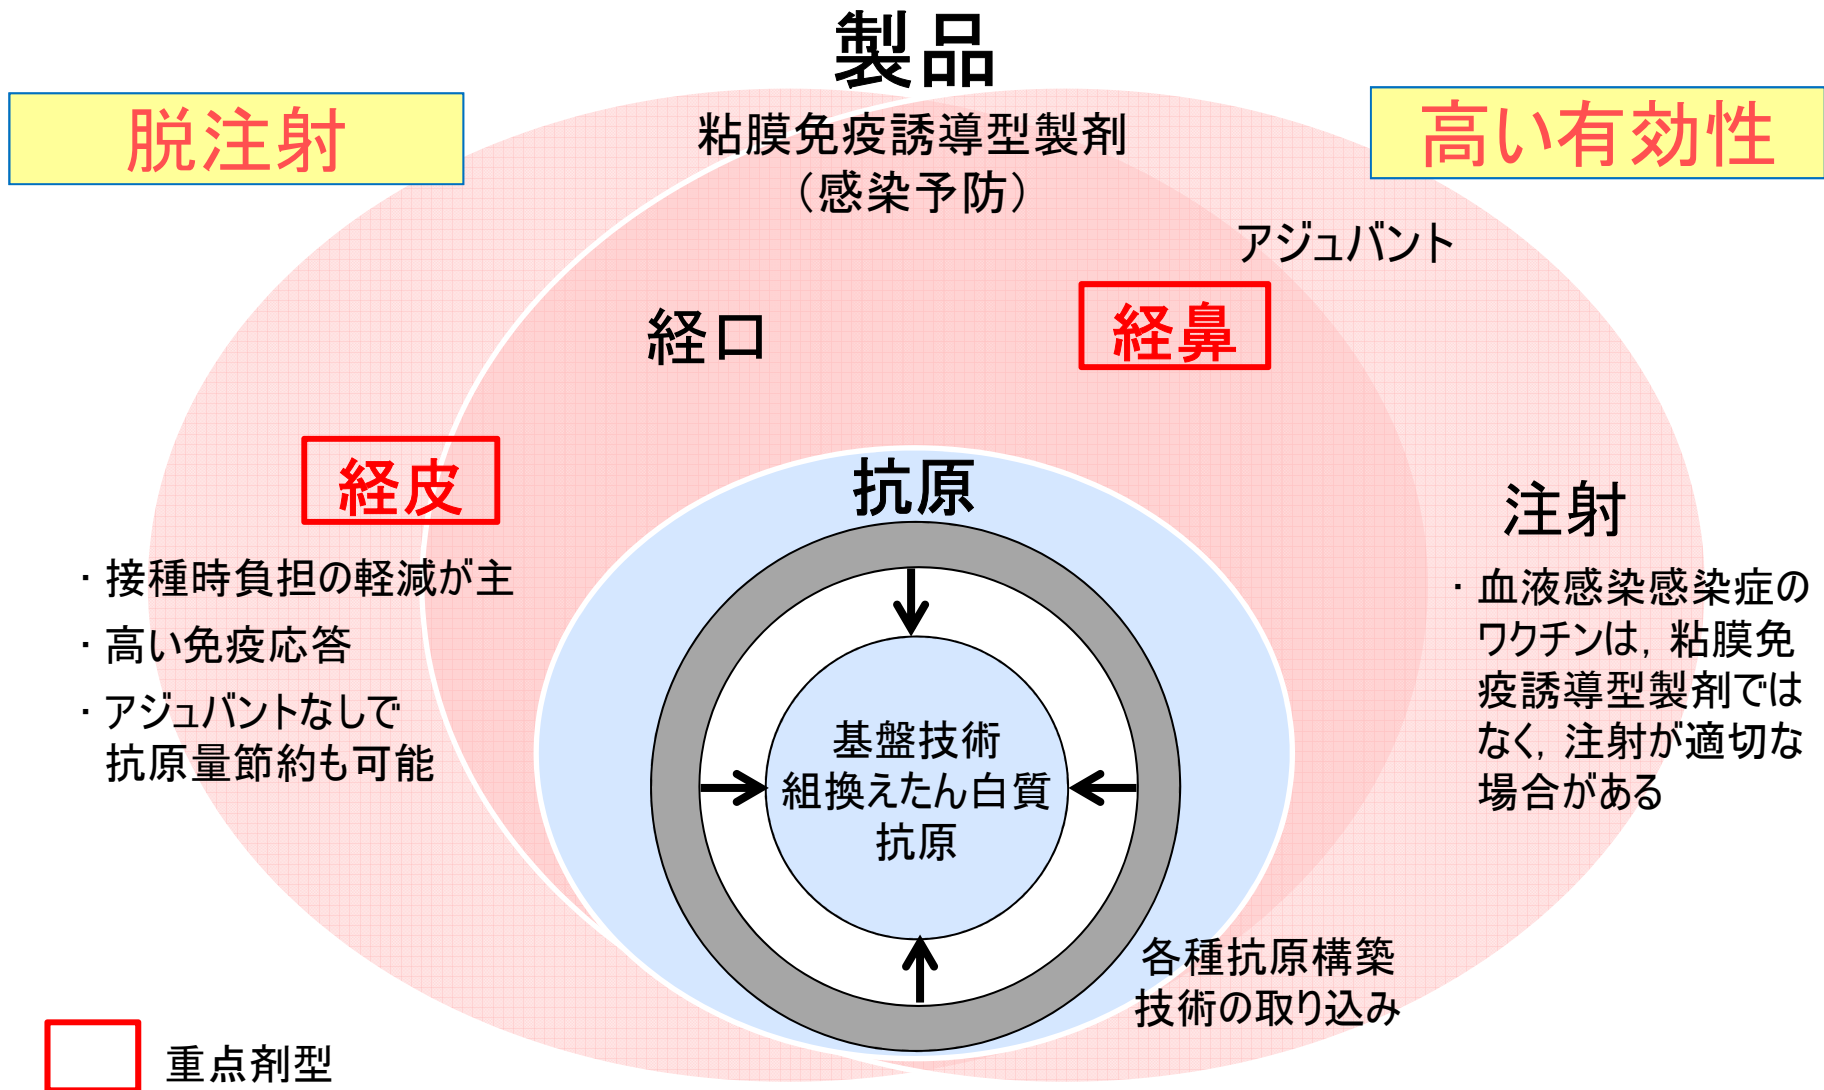 製品
脱注射
高い有効性
粘膜免疫誘導型製剤
（感染予防）
アジュバント
経口
経鼻
経皮
・接種時負担の軽減が主
・高い免疫応答
・アジュバントなしで
抗原量節約も可能
抗原
基盤技術
組換えたん白質
抗原
注射
・血液感染感染症の
ワクチンは，粘膜免
疫誘導型製剤では
なく，注射が適切な
場合がある
各種抗原構築
技術の取り込み
重点剤型